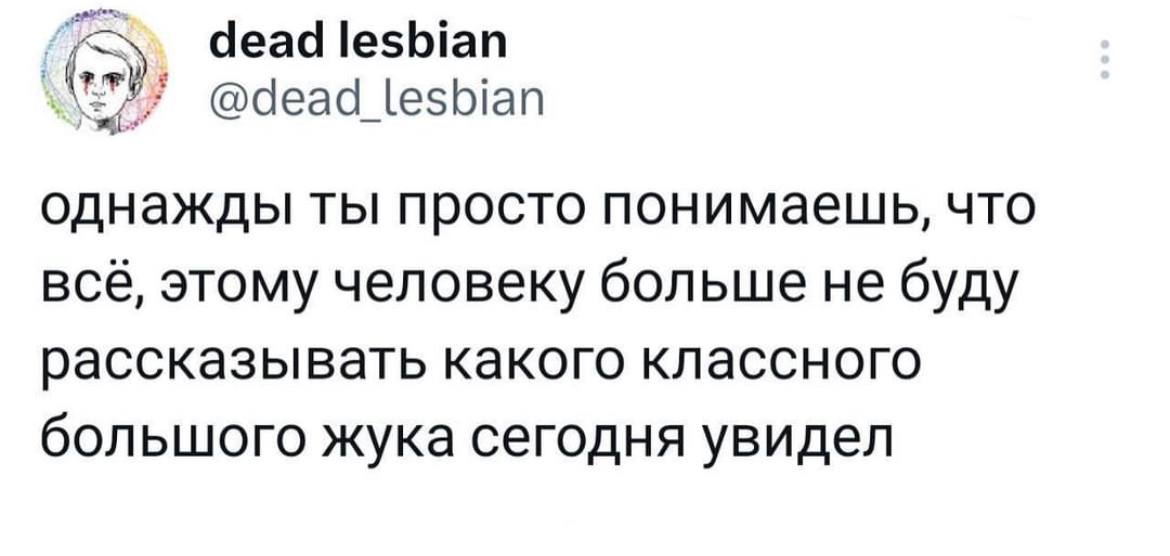 dead lesbian
@dead_lesbian
однажды ты просто понимаешь, что
всё, этому человеку больше не буду
рассказывать какого классного
большого жука сегодня увидел